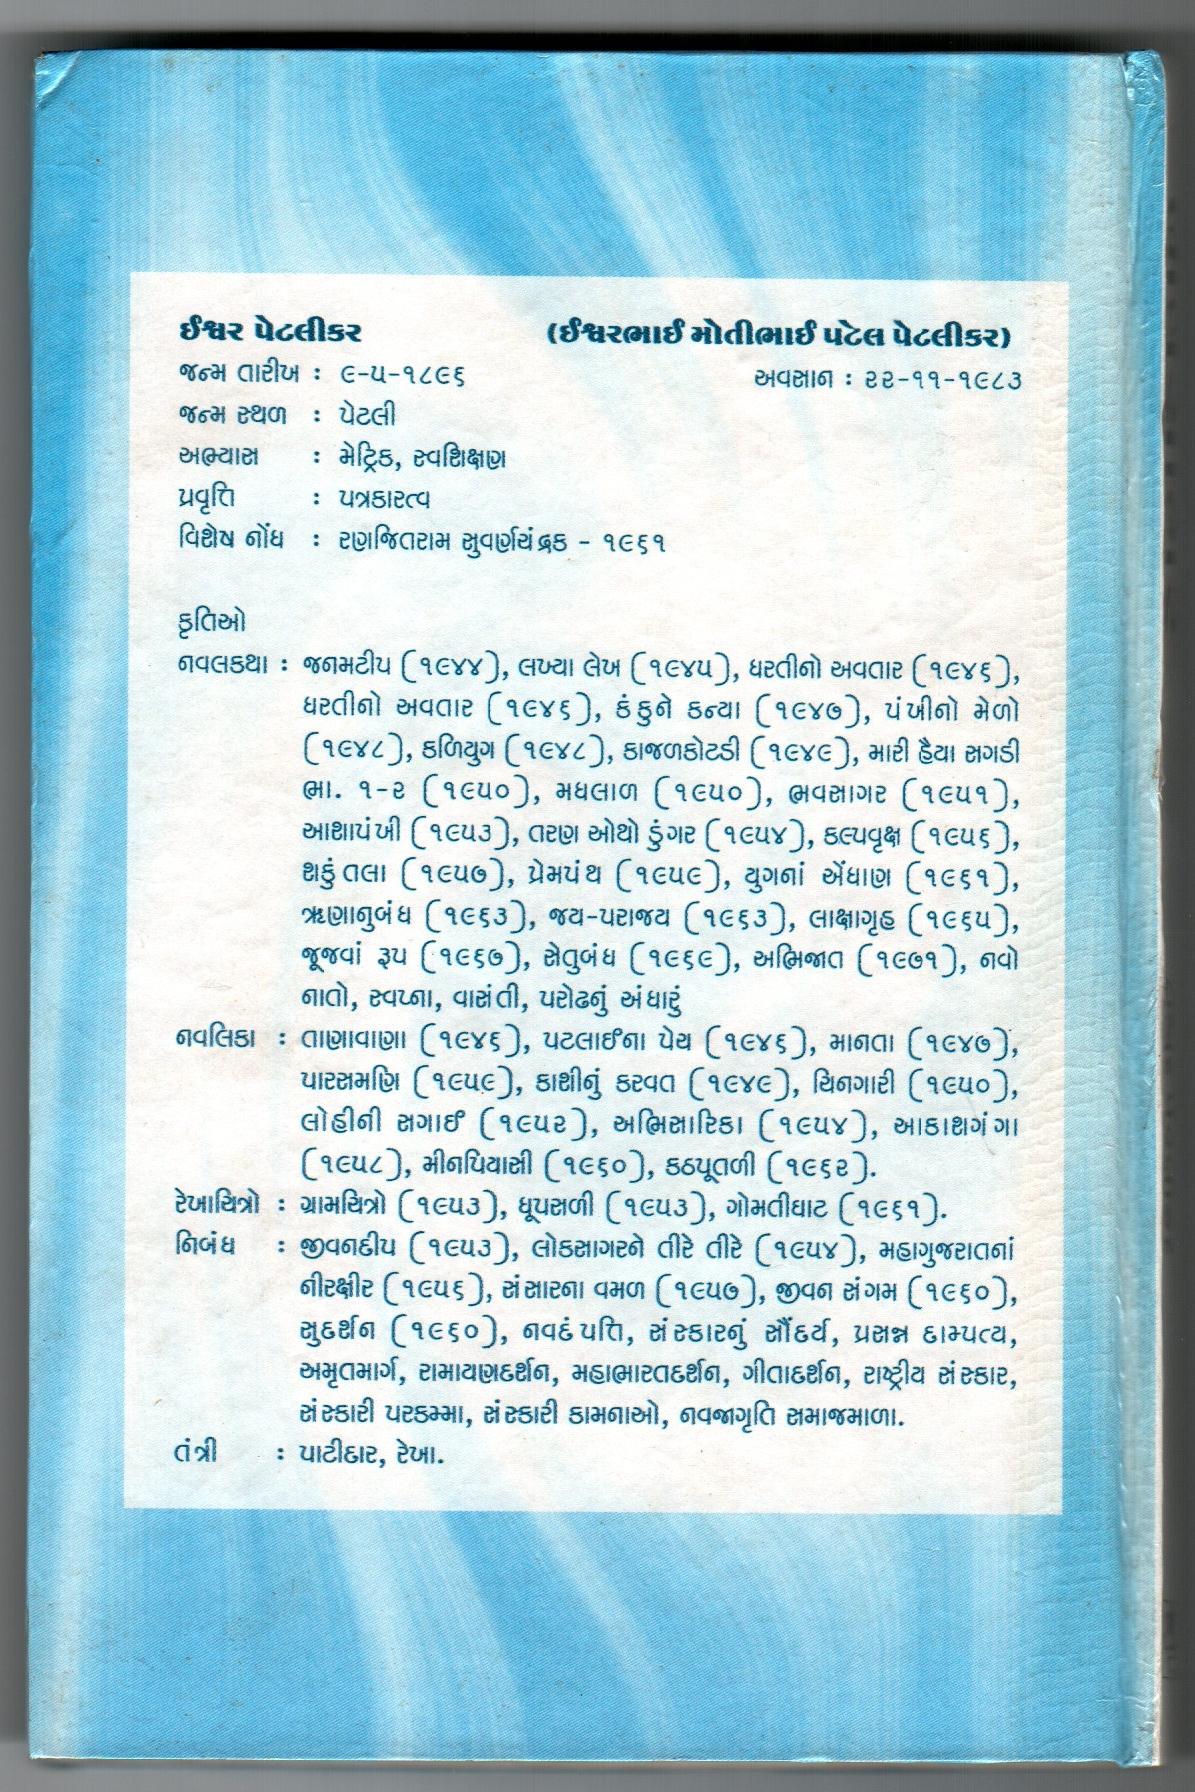 ઈશ્વર પેટલીકર (ઈશ્વરભાઈ મોતીભાઈ પટેલ પેટલીકર)
જન્મ તારીખ : ૯-૫-૧૮૯૬ અવસાન : ૨૨-૧૧-૧૯૮૩
જન્મ સ્થળ : પેટલી
અભ્યાસ : મેટ્રિક, સ્વશિક્ષણ
પ્રવૃત્તિ : પત્રકારત્વ
વિશેષ નોંધ : રણજિતરામ સુવર્ણચંદ્રક - ૧૯૬૧
કૃતિઓ
નવલકથા : જનમટીપ (૧૯૪૪), લખ્યા લેખ (૧૯૪૫), ધરતીનો અવતાર (૧૯૪૬),
ધરતીનો અવતાર (૧૯૪૬), કંકુને કન્યા (૧૯૪૭), પંખીનો મેળો
(૧૯૪૮), કળિયુગ (૧૯૪૮), કાજળકોટડી (૧૯૪૯), મારી હૈયા સગડી
ભા. ૧-૨ (૧૯૫૦), મધલાળ (૧૯૫૦), ભવસાગર (૧૯૫૧),
આશાપંખી (૧૯૫૩), તરણ ઓથો ડુંગર (૧૯૫૪), કલ્પવૃક્ષ (૧૯૫૬),
શકુંતલા (૧૯૫૭), પ્રેમપંથ (૧૯૫૯), યુગનાં એંધાણ (૧૯૬૧),
ઋણાનુબંધ (૧૯૬૩), જય-પરાજય (૧૯૬૩), લાક્ષાગૃહ (૧૯૬૫),
જૂજવાં રૂપ (૧૯૬૭), સેતુબંધ (૧૯૬૯), અભિજાત (૧૯૭૧), નવો
નાતો, સ્વપ્ના, વાસંતી, પરોઢનું અંધારું
નવલિકા : તાણાવાણા (૧૯૪૬), પટલાઈના પેચ (૧૯૪૬), માનતા (૧૯૪૭),
પારસમણિ (૧૯૫૯), કાશીનું કરવત (૧૯૪૯), ચિનગારી (૧૯૫૦),
લોહીની સગાઈ (૧૯૫૨), અભિસારિકા (૧૯૫૪), આકાશગંગા
(૧૯૫૮), મીનપિયાસી (૧૯૬૦), કઠપૂતળી (૧૯૬૨).
રેખાચિત્રો : ગ્રામચિત્રો (૧૯૫૩), ધૂપસળી (૧૯૫૩), ગોમતીઘાટ (૧૯૬૧).
નિબંધ : જીવનદીપ (૧૯૫૩), લોકસાગરને તીરે તીરે (૧૯૫૪), મહાગુજરાતનાં
નીરક્ષીર (૧૯૫૬), સંસારના વમળ (૧૯૫૭), જીવન સંગમ (૧૯૬૦),
સુદર્શન (૧૯૬૦), નવદંપત્તિ, સંસ્કારનું સૌંદર્ય, પ્રસન્ન દામ્પત્ય,
અમૃતમાર્ગ, રામાયણદર્શન, મહાભારતદર્શન, ગીતાદર્શન, રાષ્ટ્રીય સંસ્કાર,
સંસ્કારી પરકમ્મા, સંસ્કારી કામનાઓ, નવજાગૃતિ સમાજમાળા.
તંત્રી : પાટીદાર, રેખા.